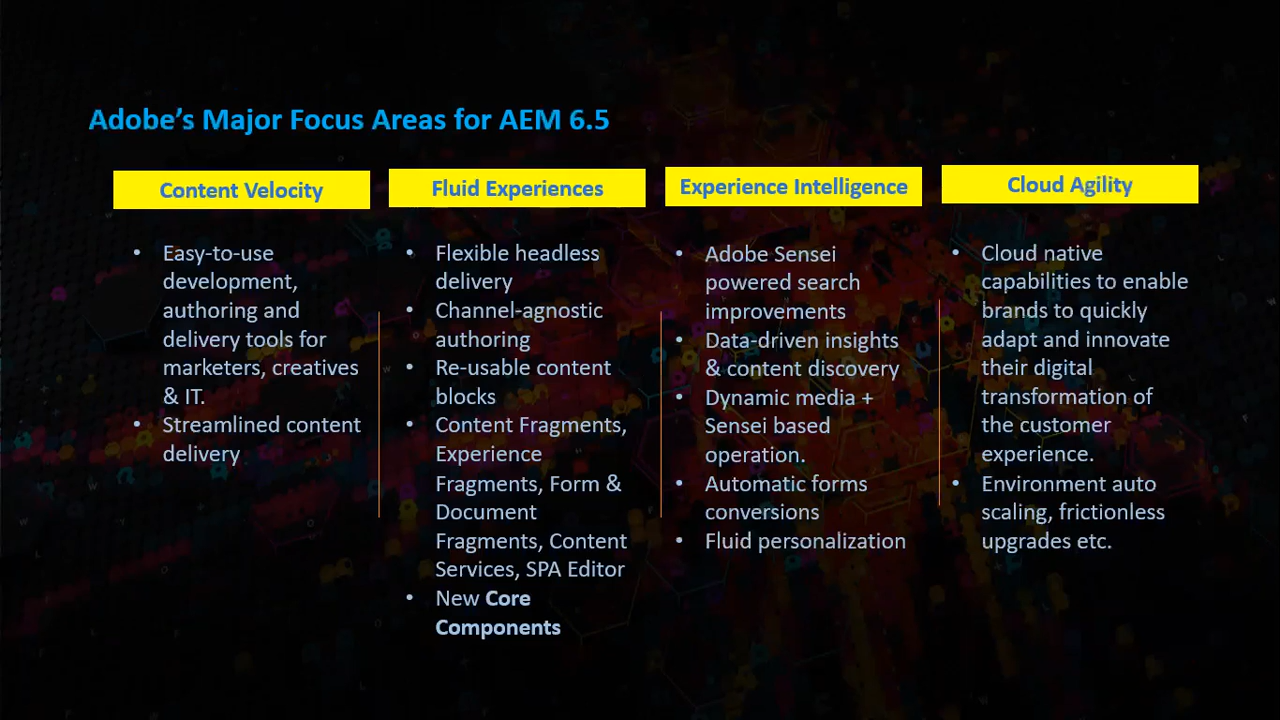 Adobe's Major Focus Areas for AEM 6.5
Content Velocity
• Easy-to-use
development,
authoring and
delivery tools for
marketers, creatives
& IT.
• Streamlined content
delivery
Fluid Experiences
• Flexible headless
delivery
• Channel-agnostic
authoring
• Re-usable content
blocks
• Content Fragments,
Experience
Fragments, Form &
Document
Fragments, Content
Services, SPA Editor
• New Core
Components
Experience Intelligence
• Adobe Sensei
powered search
improvements
• Data-driven insights
& content discovery
• Dynamic media +
Sensei based
operation.
• Automatic forms
conversions
• Fluid personalization
Cloud Agility
• Cloud native
capabilities to enable
brands to quickly
adapt and innovate
their digital
transformation of
the customer
experience.
• Environment auto
scaling, frictionless
upgrades etc.